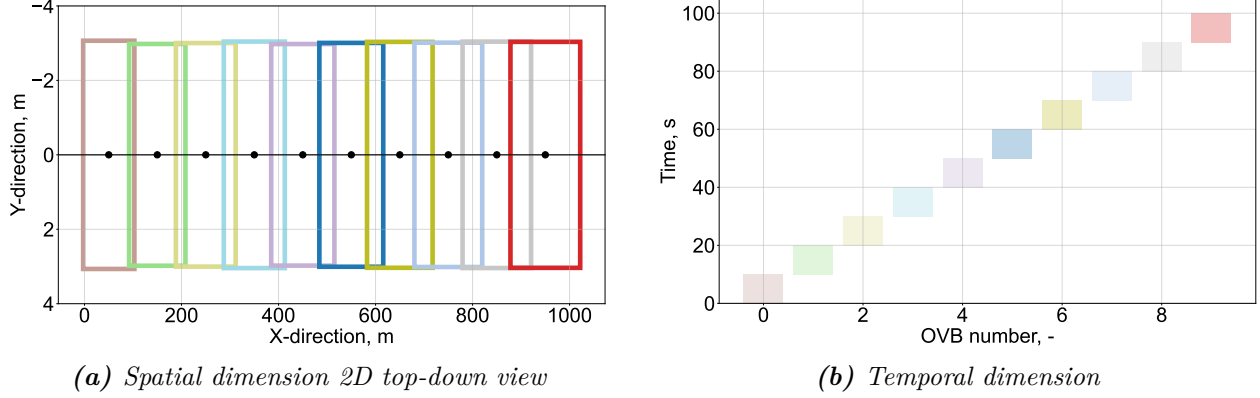 −4
−2
0
2
4
Y-direction, m
0 200 400 600 800 1000
X-direction, m
(a) Spatial dimension 2D top-down view
100
80
60
40
20
0
Time, s
0 2 4 6 8
OVB number, -
(b) Temporal dimension